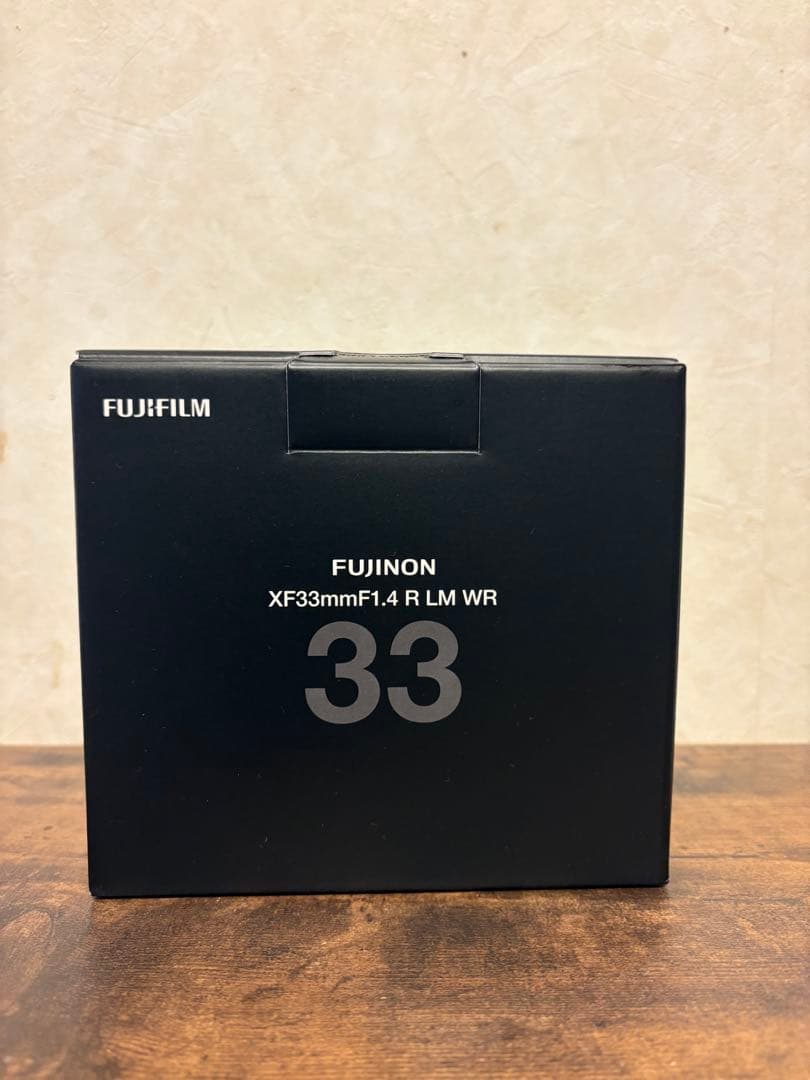 FUJIFILM
FUJINON
XF33mmF1.4 R LM WR
33